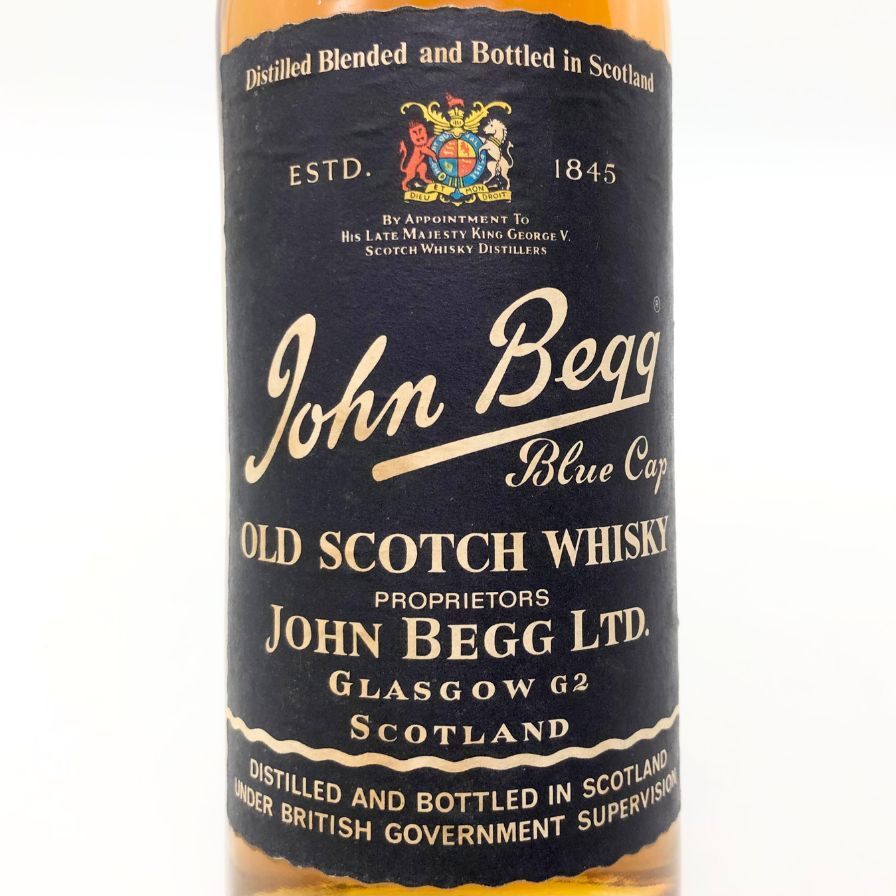 Distilled Blended and Bottled in Scotland
ESTD. 1845
ET MON
DIEU DROIT
BY APPOINTMENT TO
HIS LATE MAJESTY KING GEORGE V.
SCOTCH WHISKY DISTILLERS
John Begg ®
Blue Cap
OLD SCOTCH WHISKY
PROPRIETORS
JOHN BEGG LTD.
GLASGOW G2
SCOTLAND
DISTILLED AND BOTTLED IN SCOTLAND
UNDER BRITISH GOVERNMENT SUPERVISION